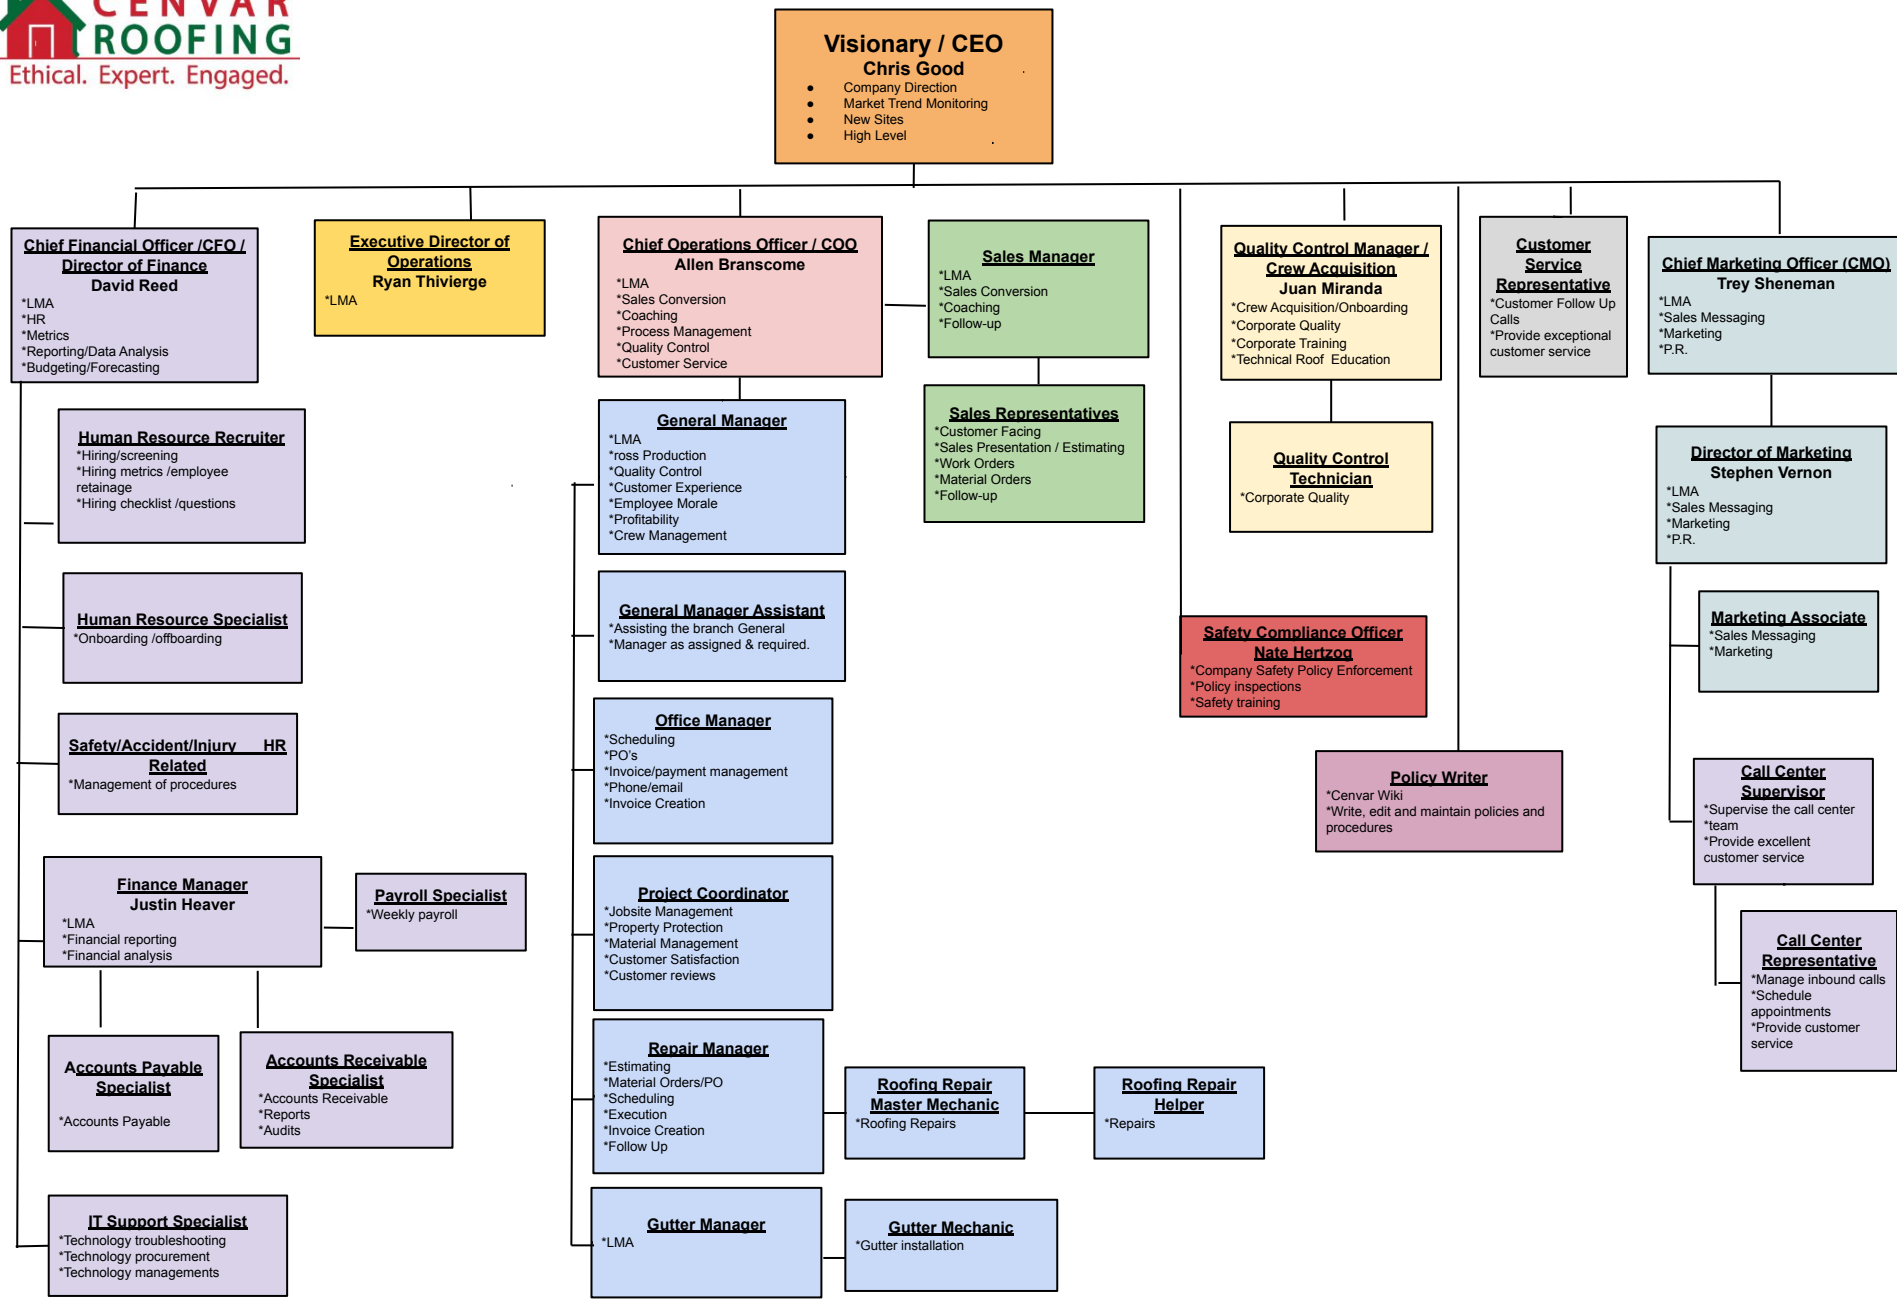 CENVAR
ROOFING
Ethical. Expert. Engaged.
Visionary / CEO
Chris Good
● Company Direction
● Market Trend Monitoring
● New Sites
● High Level
Chief Financial Officer /CFO /
Director of Finance
David Reed
*LMA
*HR
*Metrics
*Reporting/Data Analysis
*Budgeting/Forecasting
Executive Director of
Operations
Ryan Thivierge
*LMA
Chief Operations Officer / COO
Allen Branscome
*LMA
*Sales Conversion
*Coaching
*Process Management
*Quality Control
*Customer Service
Sales Manager
*LMA
*Sales Conversion
*Coaching
*Follow-up
Quality Control Manager /
Crew Acquisition
Juan Miranda
*Crew Acquisition/Onboarding
*Corporate Quality
*Corporate Training
*Technical Roof Education
Customer
Service
Representative
*Customer Follow Up
Calls
*Provide exceptional
customer service
Chief Marketing Officer (CMO)
Trey Sheneman
*LMA
*Sales Messaging
*Marketing
*P.R.
Human Resource Recruiter
*Hiring/screening
*Hiring metrics /employee
retainage
*Hiring checklist /questions
General Manager
*LMA
*ross Production
*Quality Control
*Customer Experience
*Employee Morale
*Profitability
*Crew Management
Sales Representatives
*Customer Facing
*Sales Presentation / Estimating
*Work Orders
*Material Orders
*Follow-up
Quality Control
Technician
*Corporate Quality
Director of Marketing
Stephen Vernon
*LMA
*Sales Messaging
*Marketing
*P.R.
Human Resource Specialist
*Onboarding /offboarding
General Manager Assistant
*Assisting the branch General
*Manager as assigned & required.
Safety Compliance Officer
Nate Hertzog
*Company Safety Policy Enforcement
*Policy inspections
*Safety training
Marketing Associate
*Sales Messaging
*Marketing
Safety/Accident/Injury HR
Related
*Management of procedures
Office Manager
*Scheduling
*PO's
*Invoice/payment management
*Phone/email
*Invoice Creation
Policy Writer
*Cenvar Wiki
*Write, edit and maintain policies and
procedures
Call Center
Supervisor
*Supervise the call center
*team
*Provide excellent
customer service
Finance Manager
Justin Heaver
*LMA
*Financial reporting
*Financial analysis
Payroll Specialist
*Weekly payroll
Project Coordinator
*Jobsite Management
*Property Protection
*Material Management
*Customer Satisfaction
*Customer reviews
Call Center
Representative
*Manage inbound calls
*Schedule
appointments
*Provide customer
service
Accounts Payable
Specialist
*Accounts Payable
Accounts Receivable
Specialist
*Accounts Receivable
*Reports
*Audits
Repair Manager
*Estimating
*Material Orders/PO
*Scheduling
*Execution
*Invoice Creation
*Follow Up
Roofing Repair
Master Mechanic
*Roofing Repairs
Roofing Repair
Helper
*Repairs
IT Support Specialist
*Technology troubleshooting
*Technology procurement
*Technology managements
Gutter Manager
*LMA
Gutter Mechanic
*Gutter installation